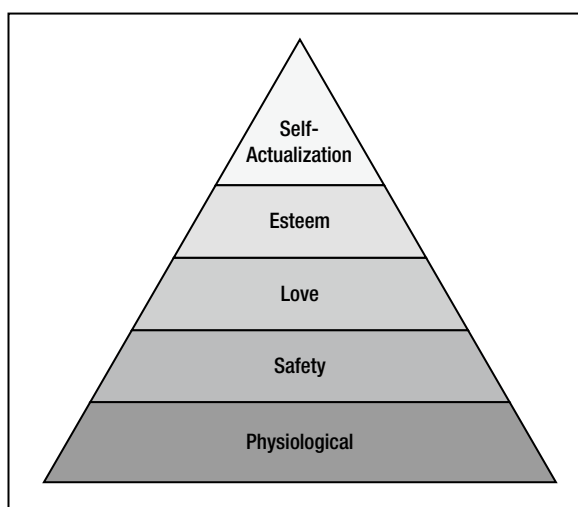 Self-
Actualization
Esteem
Love
Safety
Physiological